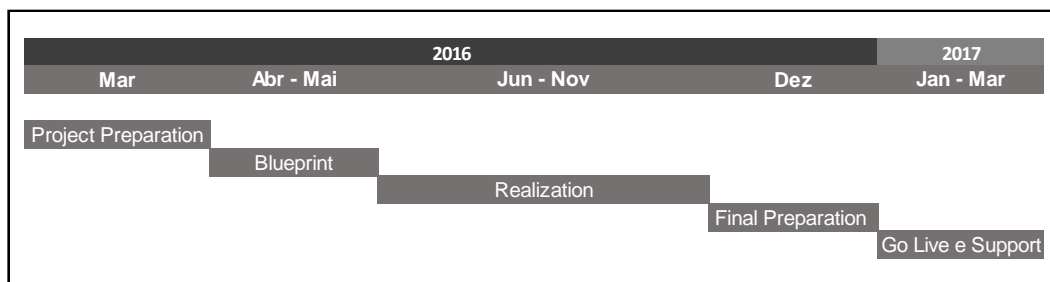 2016 2017
Mar Abr - Mai Jun - Nov Dez Jan - Mar
Project Preparation
Blueprint
Realization
Final Preparation
Go Live e Support